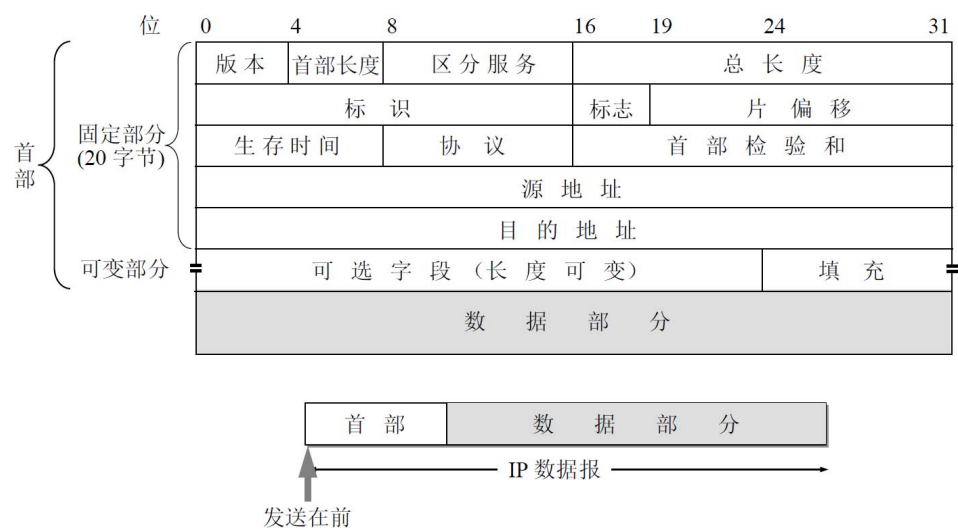 位 0 4 8 16 19 24 31
版本 首部长度 区分服务 总长度
标识 标志 片偏移
固定部分
(20 字节)
首部
生存时间 协议 首部检验和
源地址
目的地址
可变部分 可选字段（长度可变） 填充
数据部分
首部 数据部分
IP 数据报
发送在前